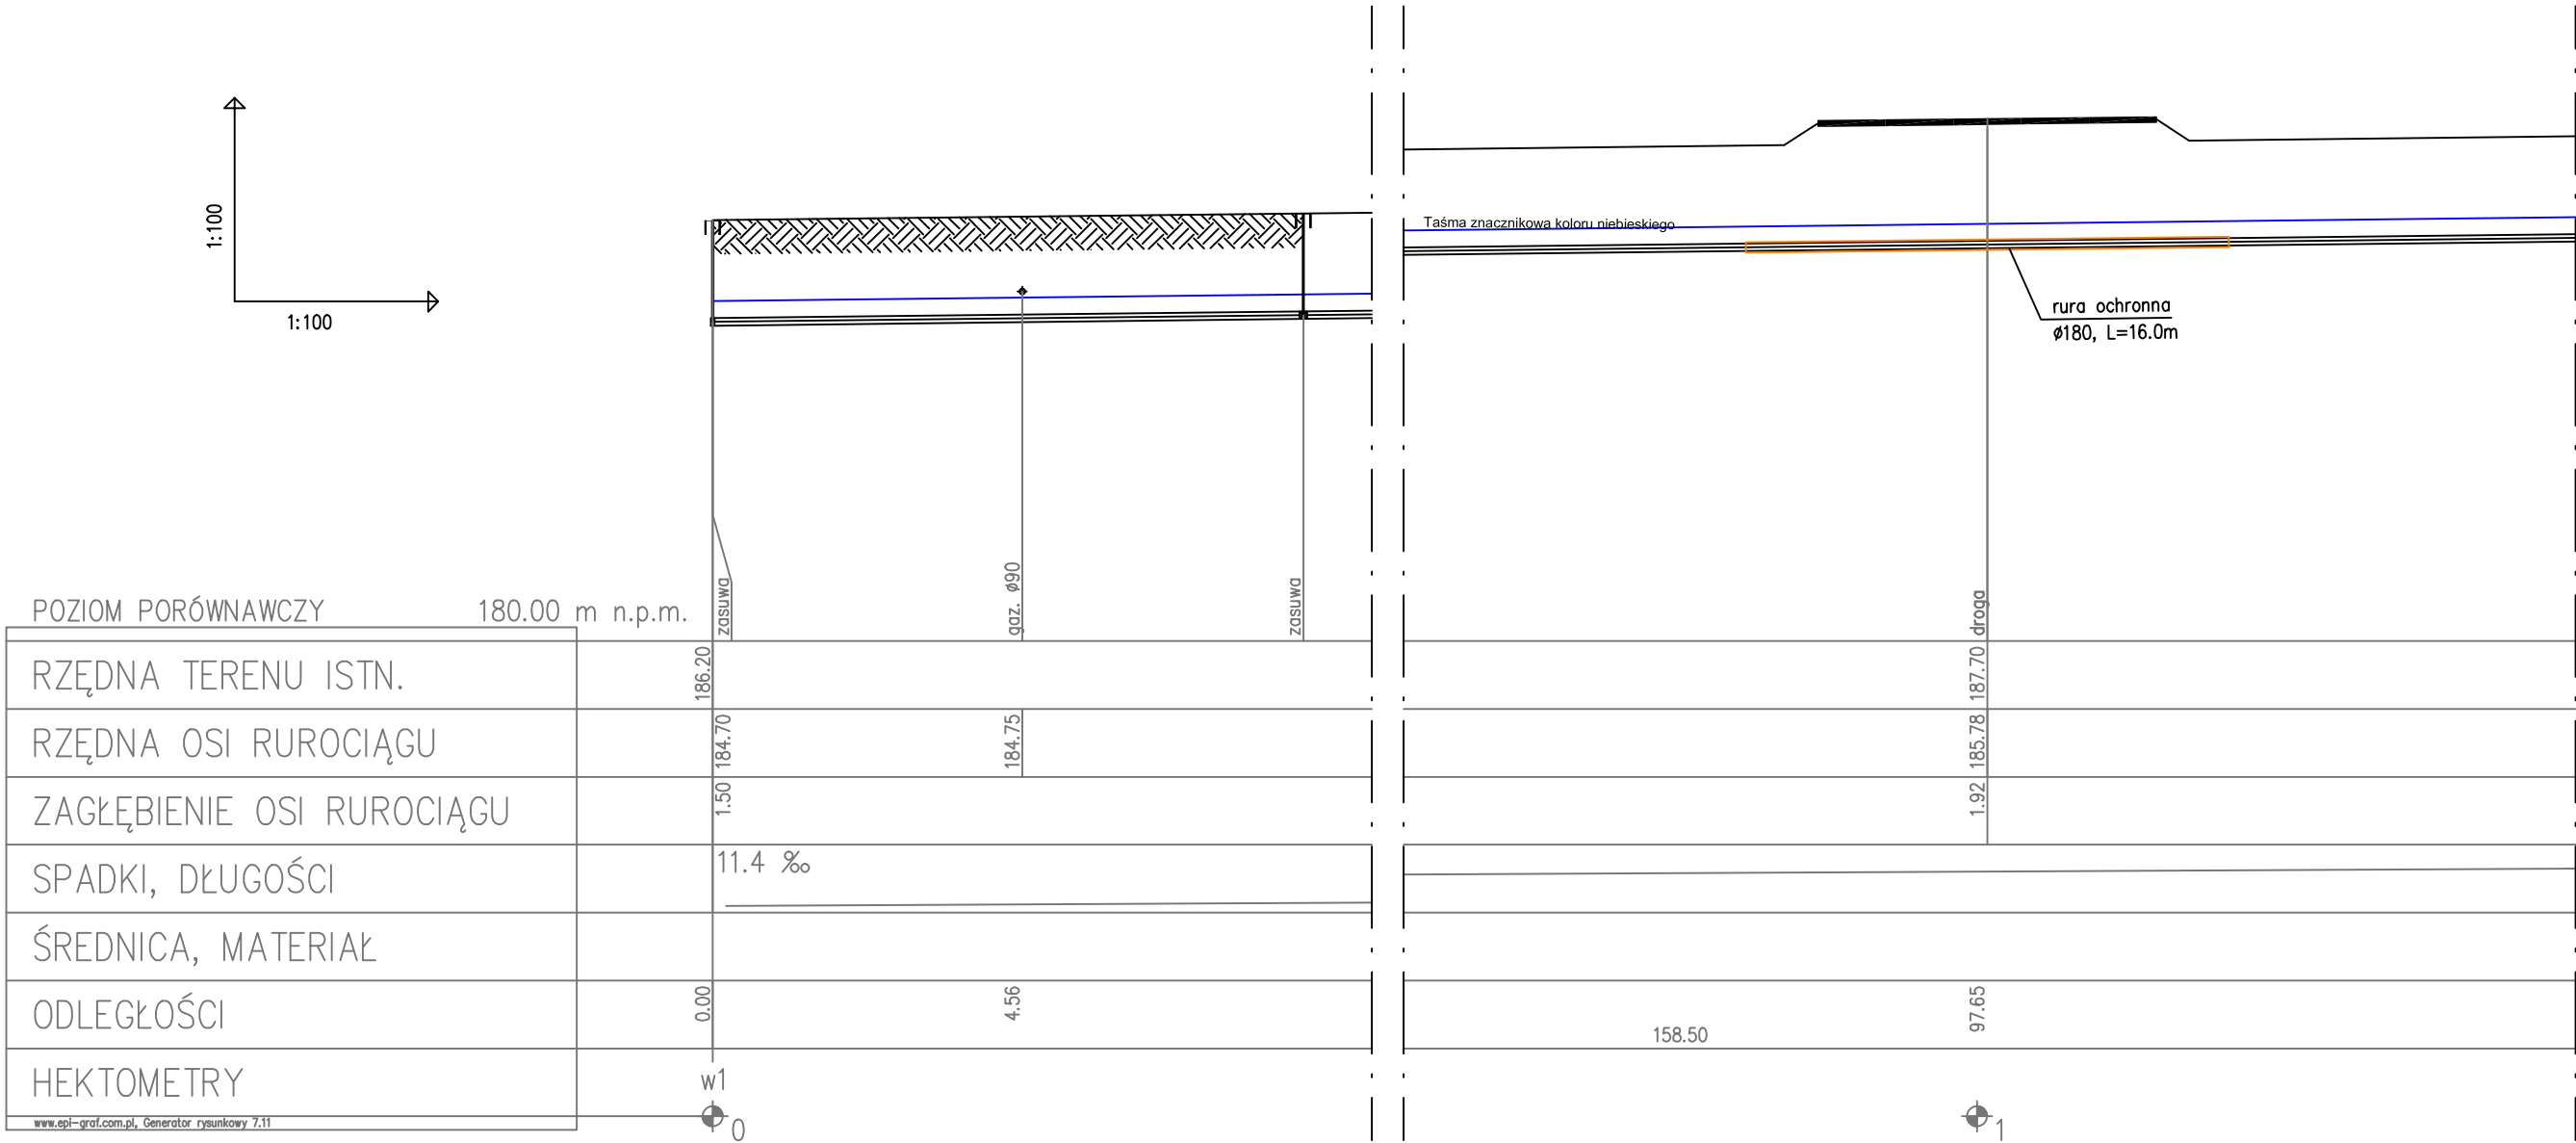 1:100
1:100
Taśma znacznikowa koloru niebieskiego
rura ochronna
ø180, L=16.0m
POZIOM PORÓWNAWCZY 180.00 m n.p.m.
zasuwa
gaz. ø90
zasuwa
droga
RZĘDNA TERENU ISTN.
186.20
187.70
RZĘDNA OSI RUROCIĄGU
184.70
184.75
185.78
ZAGŁĘBIENIE OSI RUROCIĄGU
1.50
1.92
SPADKI, DŁUGOŚCI
11.4 ‰
ŚREDNICA, MATERIAŁ
ODLEGŁOŚCI
0.00
4.56
158.50
97.65
HEKTOMETRY
w1
www.epi-graf.com.pl, Generator rysunkowy 7.11
0
1